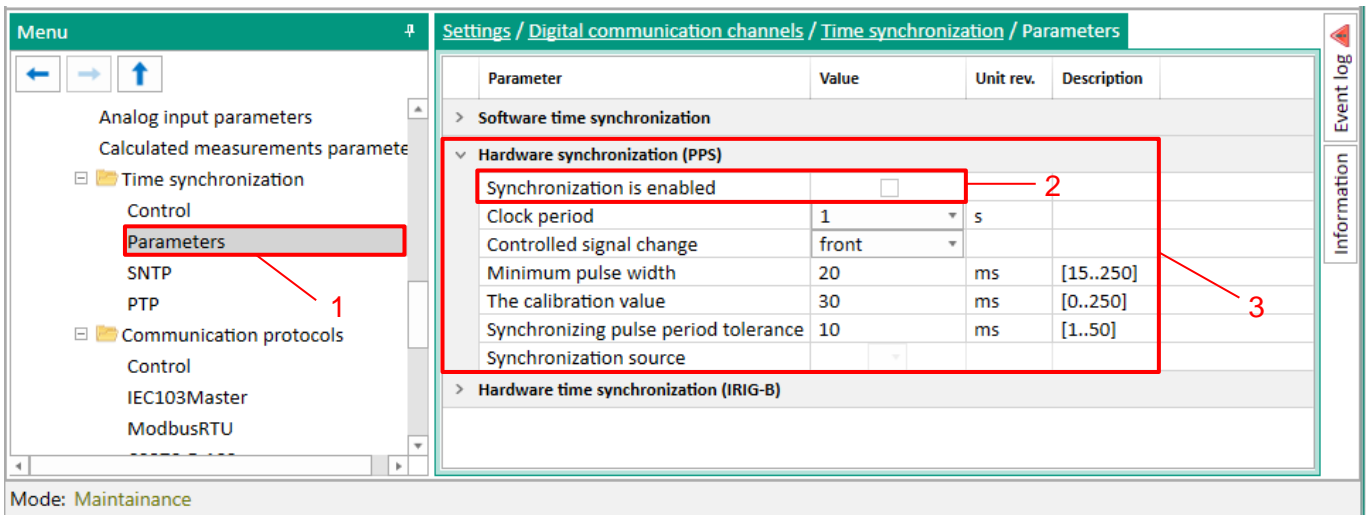 Menu
Settings / Digital communication channels / Time synchronization / Parameters
Analog input parameters
Calculated measurements paramete
Time synchronization
Control
Parameters
SNTP
PTP
Communication protocols
Control
IEC103Master
ModbusRTU
1
Parameter Value Unit rev. Description
Software time synchronization
Hardware synchronization (PPS)
Synchronization is enabled
2
Clock period 1 s
Controlled signal change front
Minimum pulse width 20 ms [15..250]
The calibration value 30 ms [0..250]
3
Synchronizing pulse period tolerance 10 ms [1..50]
Synchronization source
Hardware time synchronization (IRIG-B)
Event log
Information
Mode: Maintainance